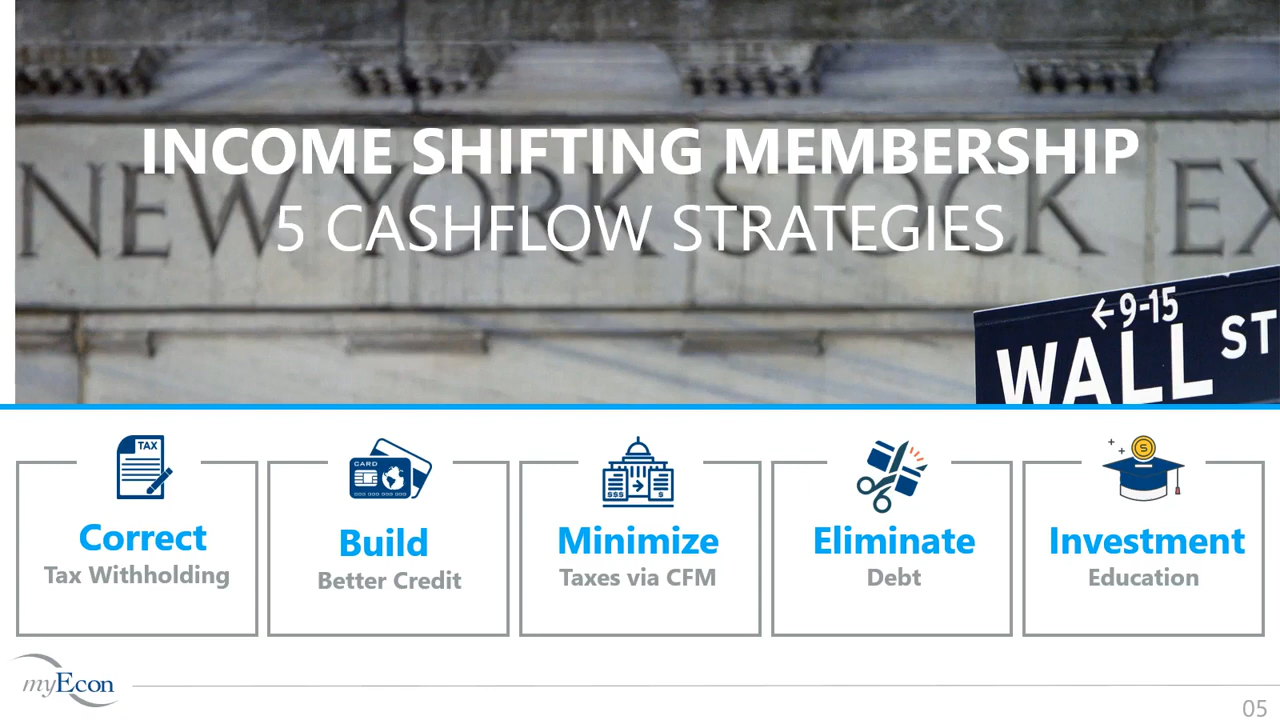 INCOME SHIFTING MEMBERSHIP
NEW YORK STOCK EX
5 CASHFLOW STRATEGIES
←9-15
WALL ST
TAX
CARD
$$$
$
$
Correct
Tax Withholding
Build
Better Credit
Minimize
Taxes via CFM
Eliminate
Debt
Investment
Education
myEcon
05